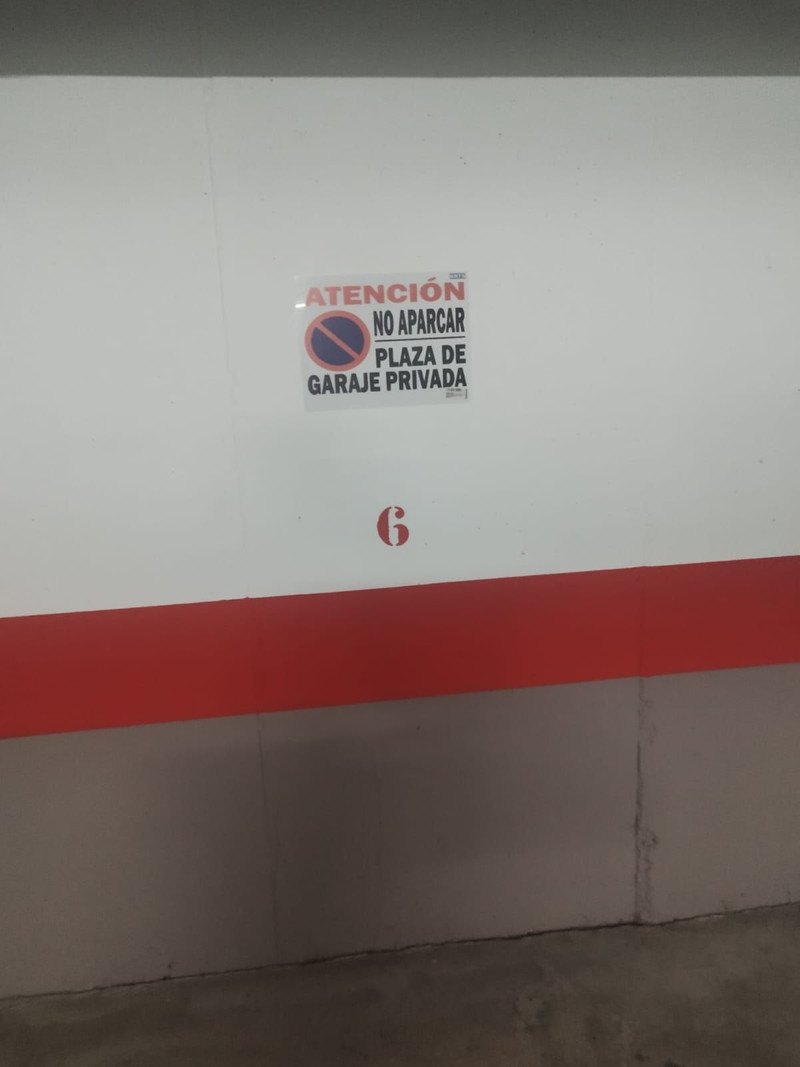 ATENCIÓN
NO APARCAR
PLAZA DE
GARAJE PRIVADA
6